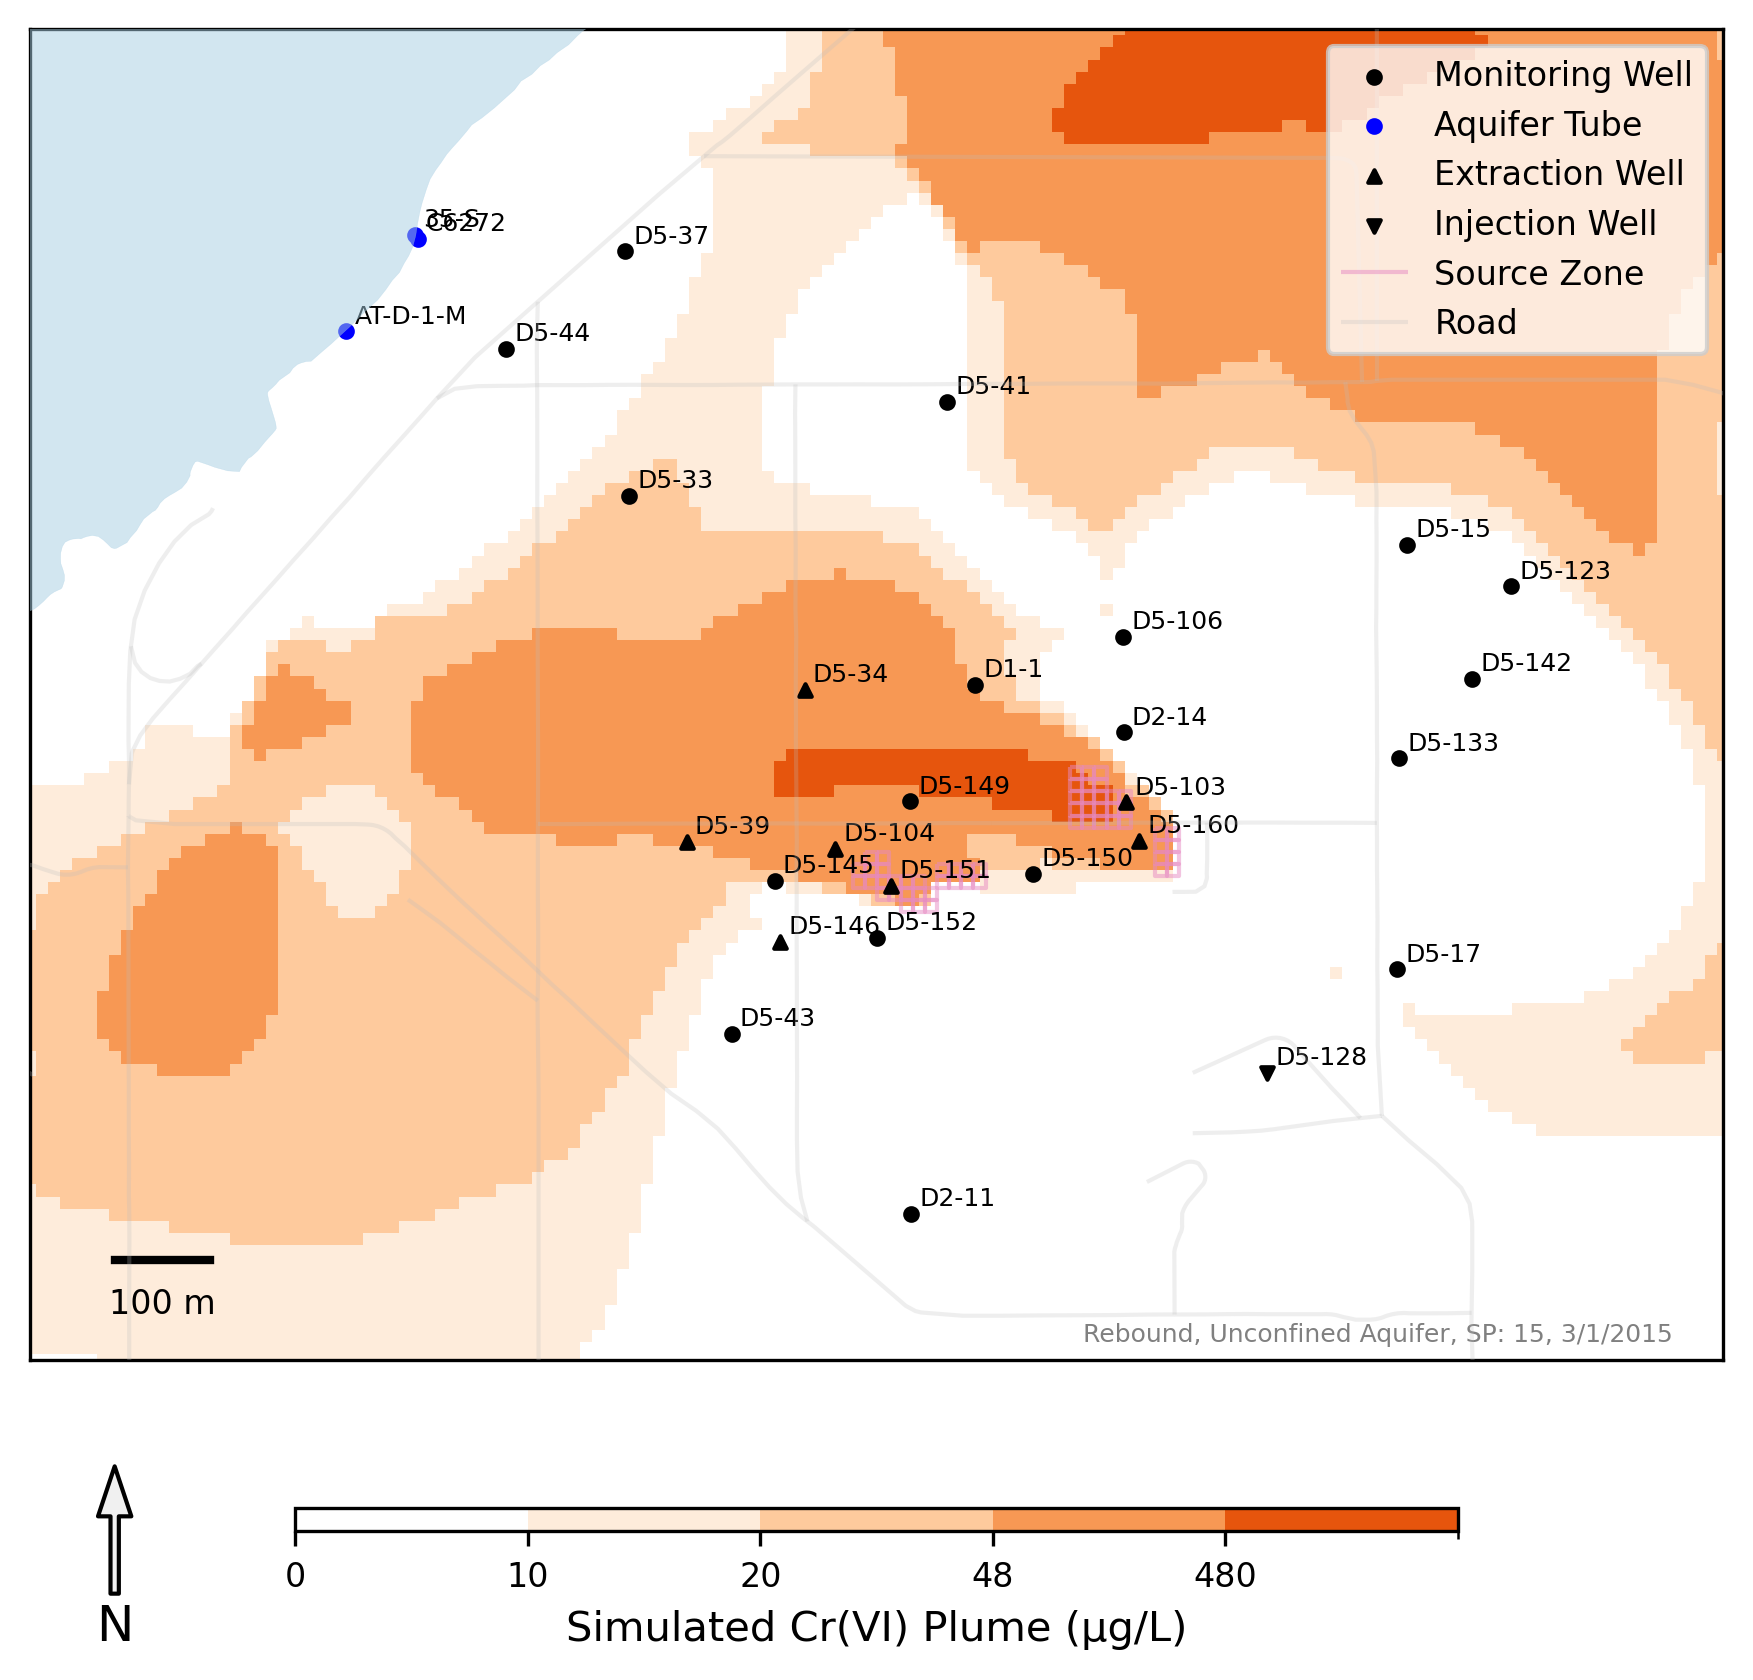 Monitoring Well
Aquifer Tube
Extraction Well
Injection Well
Source Zone
Road
35-S
C6272
D5-37
AT-D-1-M
D5-44
D5-41
D5-33
D5-15
D5-123
D5-106
D5-142
D1-1
D5-34
D2-14
D5-133
D5-103
D5-149
D5-160
D5-39
D5-104
D5-150
D5-145
D5-151
D5-152
D5-146
D5-17
D5-43
D5-128
D2-11
100 m
Rebound, Unconfined Aquifer, SP: 15, 3/1/2015
0 10 20 48 480
Simulated Cr(VI) Plume (µg/L)
N